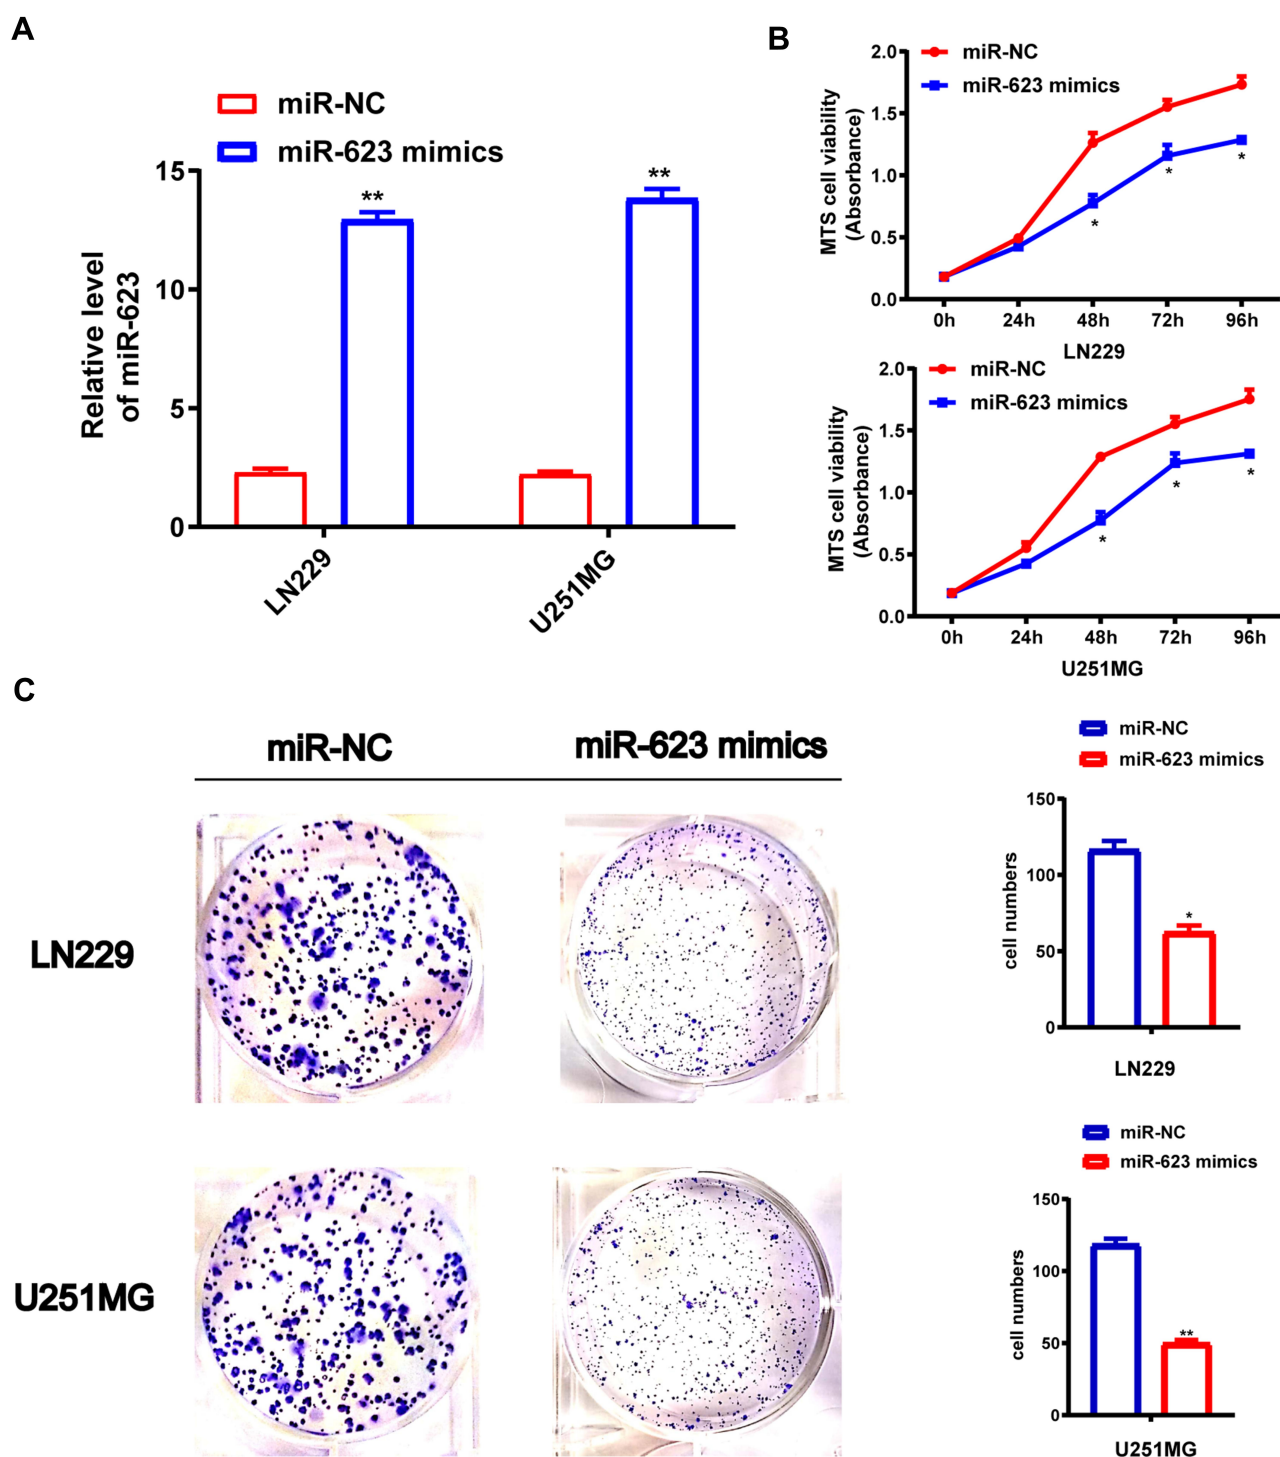 A
miR-NC
miR-623 mimics
Relative level
of miR-623
15
10
5
0
**
**
LN229
U251MG
B
miR-NC
miR-623 mimics
MTS cell viability
(Absorbance)
2.0
1.5
1.0
0.5
0.0
*
*
*
0h 24h 48h 72h 96h
LN229
miR-NC
miR-623 mimics
MTS cell viability
(Absorbance)
2.0
1.5
1.0
0.5
0.0
*
*
*
0h 24h 48h 72h 96h
U251MG
C
miR-NC miR-623 mimics
LN229
U251MG
miR-NC
miR-623 mimics
cell numbers
150
100
50
0
*
LN229
miR-NC
miR-623 mimics
cell numbers
150
100
50
0
**
U251MG